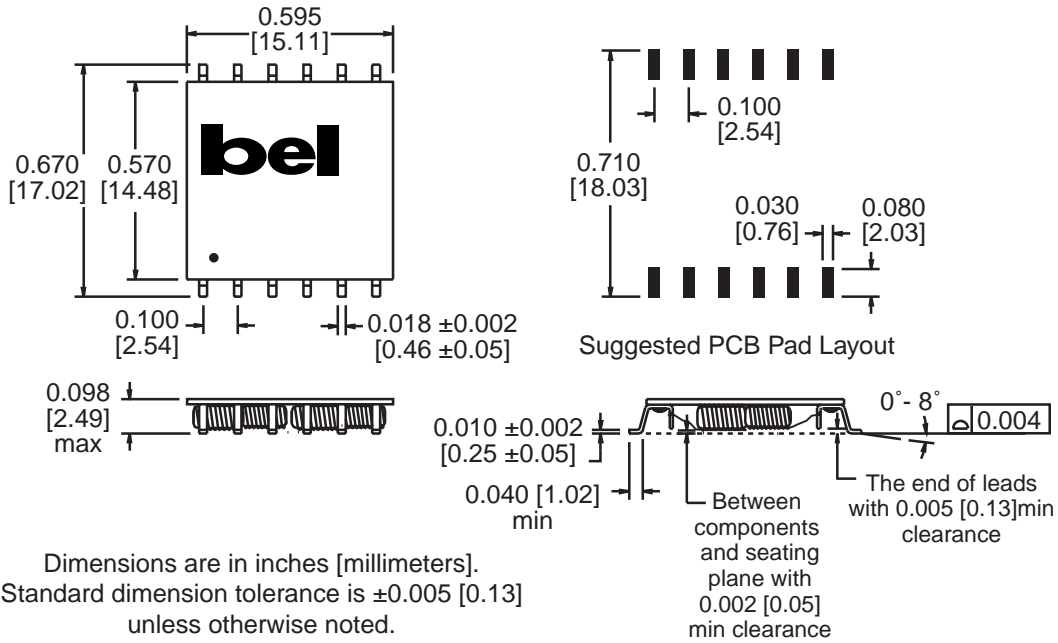 0.595
[15.11]
0.670
[17.02]
0.570
[14.48]
bel
0.100
[2.54]
0.018 ±0.002
[0.46 ±0.05]
0.710
[18.03]
0.100
[2.54]
0.030
[0.76]
0.080
[2.03]
Suggested PCB Pad Layout
0.098
[2.49]
max
0.010 ±0.002
[0.25 ±0.05]
0.040 [1.02]
min
0˚- 8˚
0.004
Between
components
and seating
plane with
0.002 [0.05]
min clearance
The end of leads
with 0.005 [0.13]min
clearance
Dimensions are in inches [millimeters].
Standard dimension tolerance is ±0.005 [0.13]
unless otherwise noted.